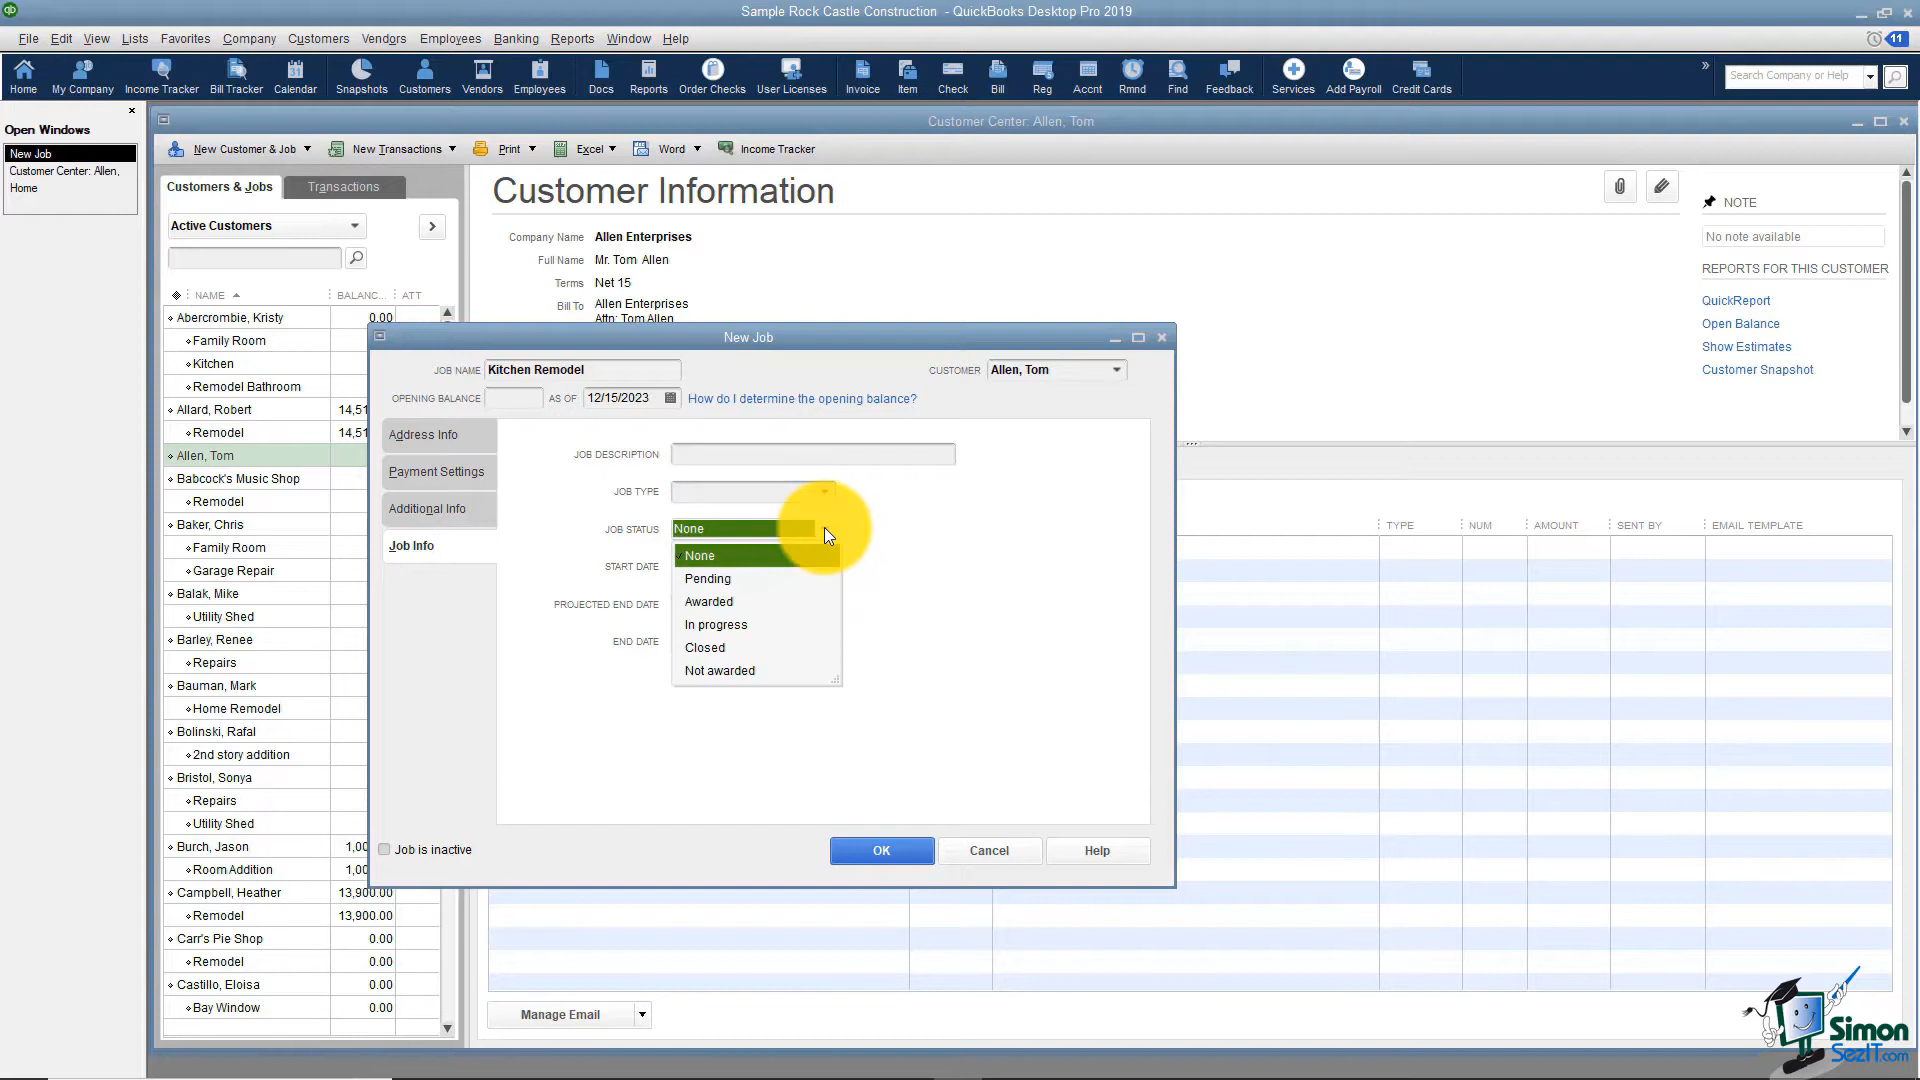 Sample Rock Castle Construction - QuickBooks Desktop Pro 2019
File Edit View Lists Favorites Company Customers Vendors Employees Banking Reports Window Help
11
Home My Company Income Tracker Bill Tracker Calendar Snapshots Customers Vendors Employees Docs Reports Order Checks User Licenses Invoice Item Check Bill Reg Accnt Rmnd Find Feedback Services Add Payroll Credit Cards
Search Company or Help
Open Windows
New Job
Customer Center: Allen,
Home
Customer Center: Allen, Tom
New Customer & Job New Transactions Print Excel Word Income Tracker
Customers & Jobs Transactions
Active Customers
NAME BALANC... ATT
Abercrombie, Kristy 0.00
Family Room
Kitchen
Remodel Bathroom
Allard, Robert 14,51
Remodel 14,51
Allen, Tom
Babcock's Music Shop
Remodel
Baker, Chris
Family Room
Garage Repair
Balak, Mike
Utility Shed
Barley, Renee
Repairs
Bauman, Mark
Home Remodel
Bolinski, Rafal
2nd story addition
Bristol, Sonya
Repairs
Utility Shed
Burch, Jason 1,00
Room Addition 1,00
Campbell, Heather 13,900.00
Remodel 13,900.00
Carr's Pie Shop 0.00
Remodel 0.00
Castillo, Eloisa 0.00
Bay Window 0.00
Customer Information
Company Name Allen Enterprises
Full Name Mr. Tom Allen
Terms Net 15
Bill To Allen Enterprises
Attn: Tom Allen
NOTE
No note available
REPORTS FOR THIS CUSTOMER
QuickReport
Open Balance
Show Estimates
Customer Snapshot
New Job
JOB NAME Kitchen Remodel CUSTOMER Allen, Tom
OPENING BALANCE AS OF 12/15/2023 How do I determine the opening balance?
Address Info
Payment Settings
Additional Info
Job Info
JOB DESCRIPTION
JOB TYPE
JOB STATUS None
START DATE
PROJECTED END DATE
END DATE
None
Pending
Awarded
In progress
Closed
Not awarded
Job is inactive
OK Cancel Help
TYPE NUM AMOUNT SENT BY EMAIL TEMPLATE
Manage Email
Simon
SezIT.com